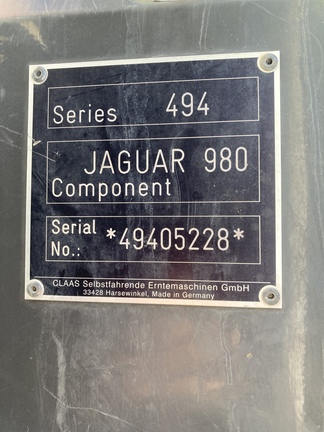 Series 494
JAGUAR 980
Component
Serial
No.: *49405228*
CLAAS Selbstfahrende Erntemaschinen GmbH
33428 Harsewinkel, Made in Germany